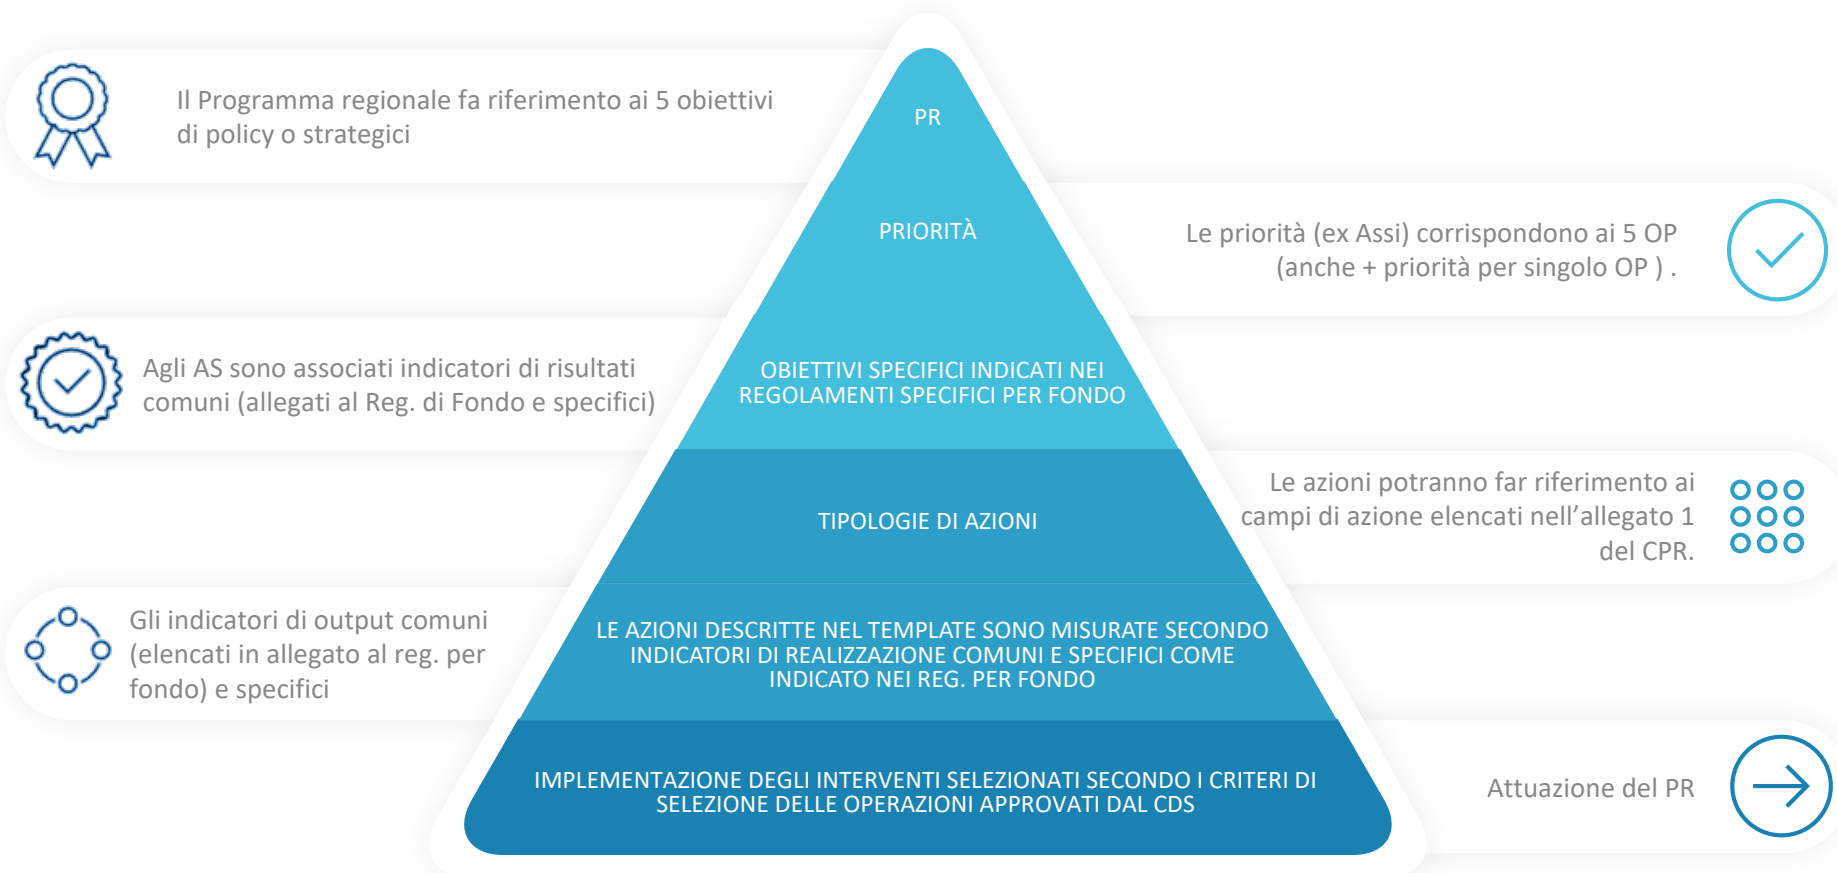 PR
Il Programma regionale fa riferimento ai 5 obiettivi
di policy o strategici
PRIORITÀ
Le priorità (ex Assi) corrispondono ai 5 OP
(anche + priorità per singolo OP ) .
OBIETTIVI SPECIFICI INDICATI NEI
REGOLAMENTI SPECIFICI PER FONDO
Agli AS sono associati indicatori di risultati
comuni (allegati al Reg. di Fondo e specifici)
TIPOLOGIE DI AZIONI
Le azioni potranno far riferimento ai
campi di azione elencati nell’allegato 1
del CPR.
LE AZIONI DESCRITTE NEL TEMPLATE SONO MISURATE SECONDO
INDICATORI DI REALIZZAZIONE COMUNI E SPECIFICI COME
INDICATO NEI REG. PER FONDO
Gli indicatori di output comuni
(elencati in allegato al reg. per
fondo) e specifici
IMPLEMENTAZIONE DEGLI INTERVENTI SELEZIONATI SECONDO I CRITERI DI
SELEZIONE DELLE OPERAZIONI APPROVATI DAL CDS
Attuazione del PR